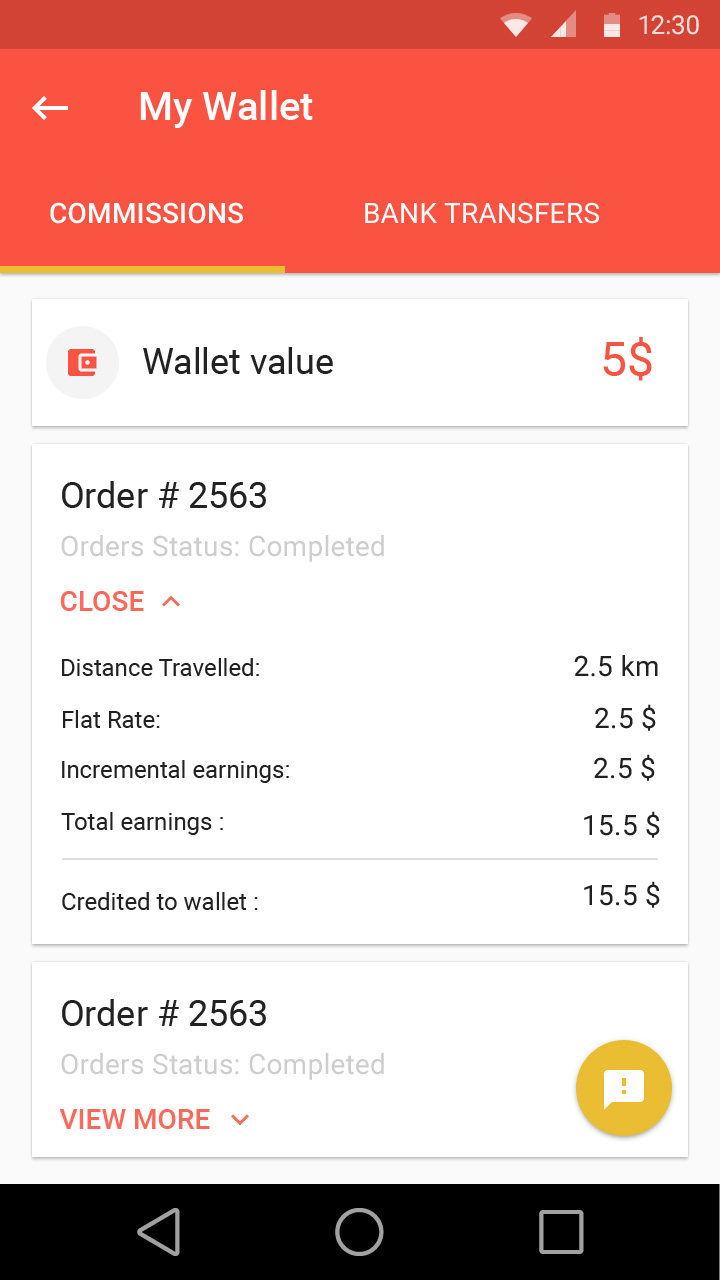 12:30
My Wallet
COMMISSIONS BANK TRANSFERS
Wallet value 5$
Order # 2563
Orders Status: Completed
CLOSE
Distance Travelled: 2.5 km
Flat Rate: 2.5 $
Incremental earnings: 2.5 $
Total earnings : 15.5 $
Credited to wallet : 15.5 $
Order # 2563
Orders Status: Completed
VIEW MORE